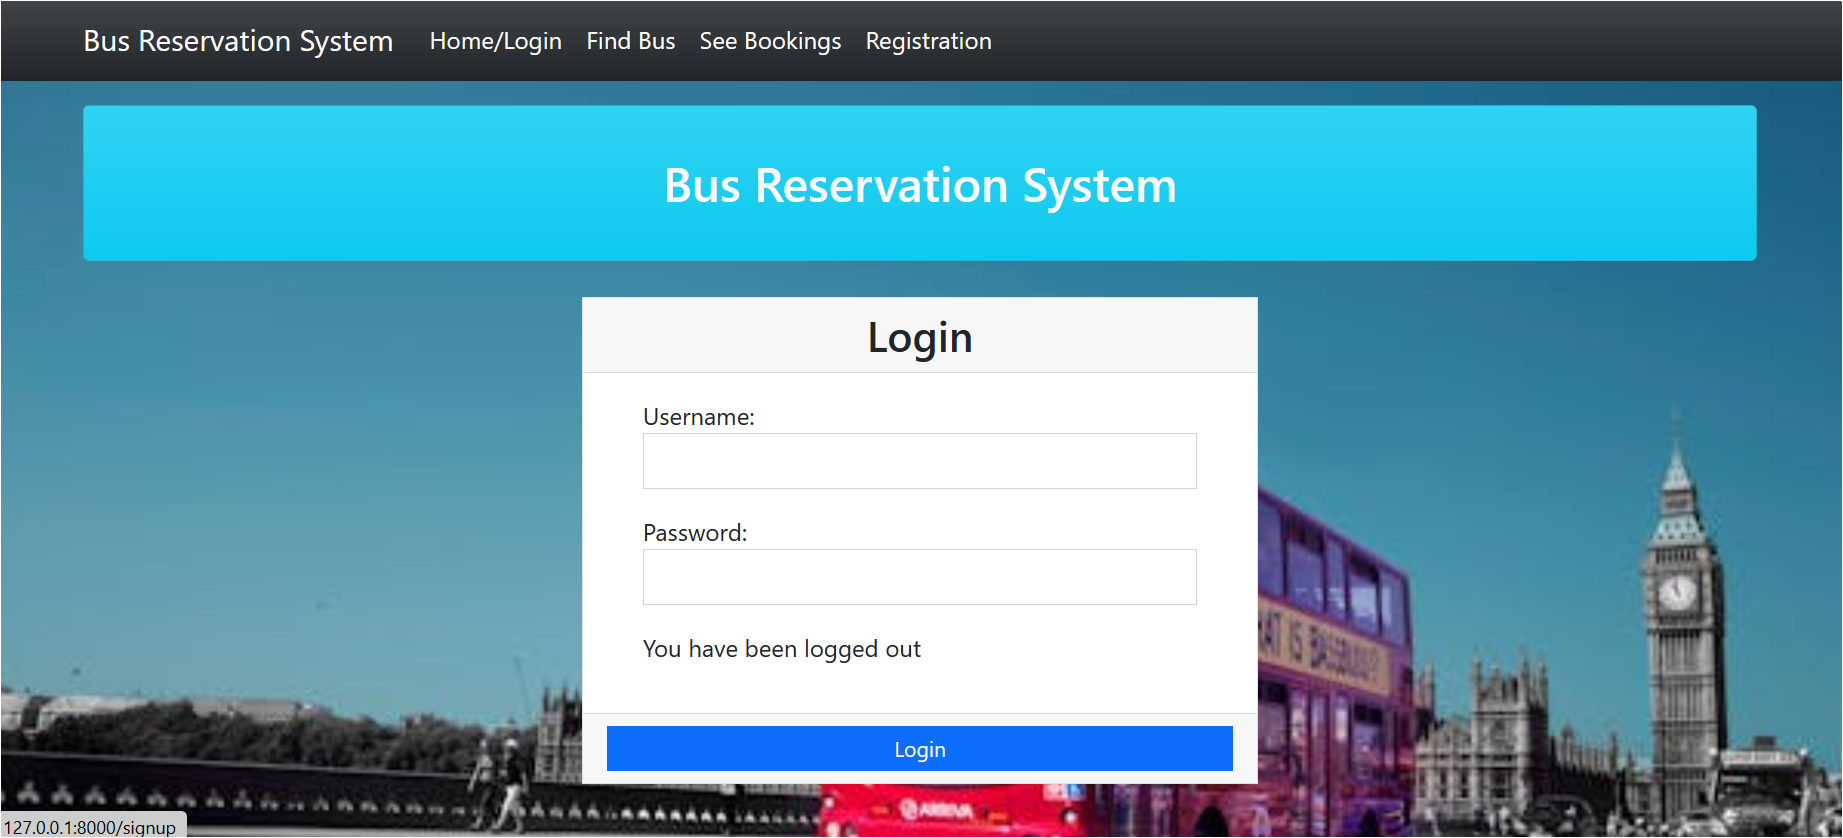 Bus Reservation System Home/Login Find Bus See Bookings Registration
Bus Reservation System
Login
Username:
Password:
You have been logged out
Login
ARRIVA
127.0.0.1:8000/signup